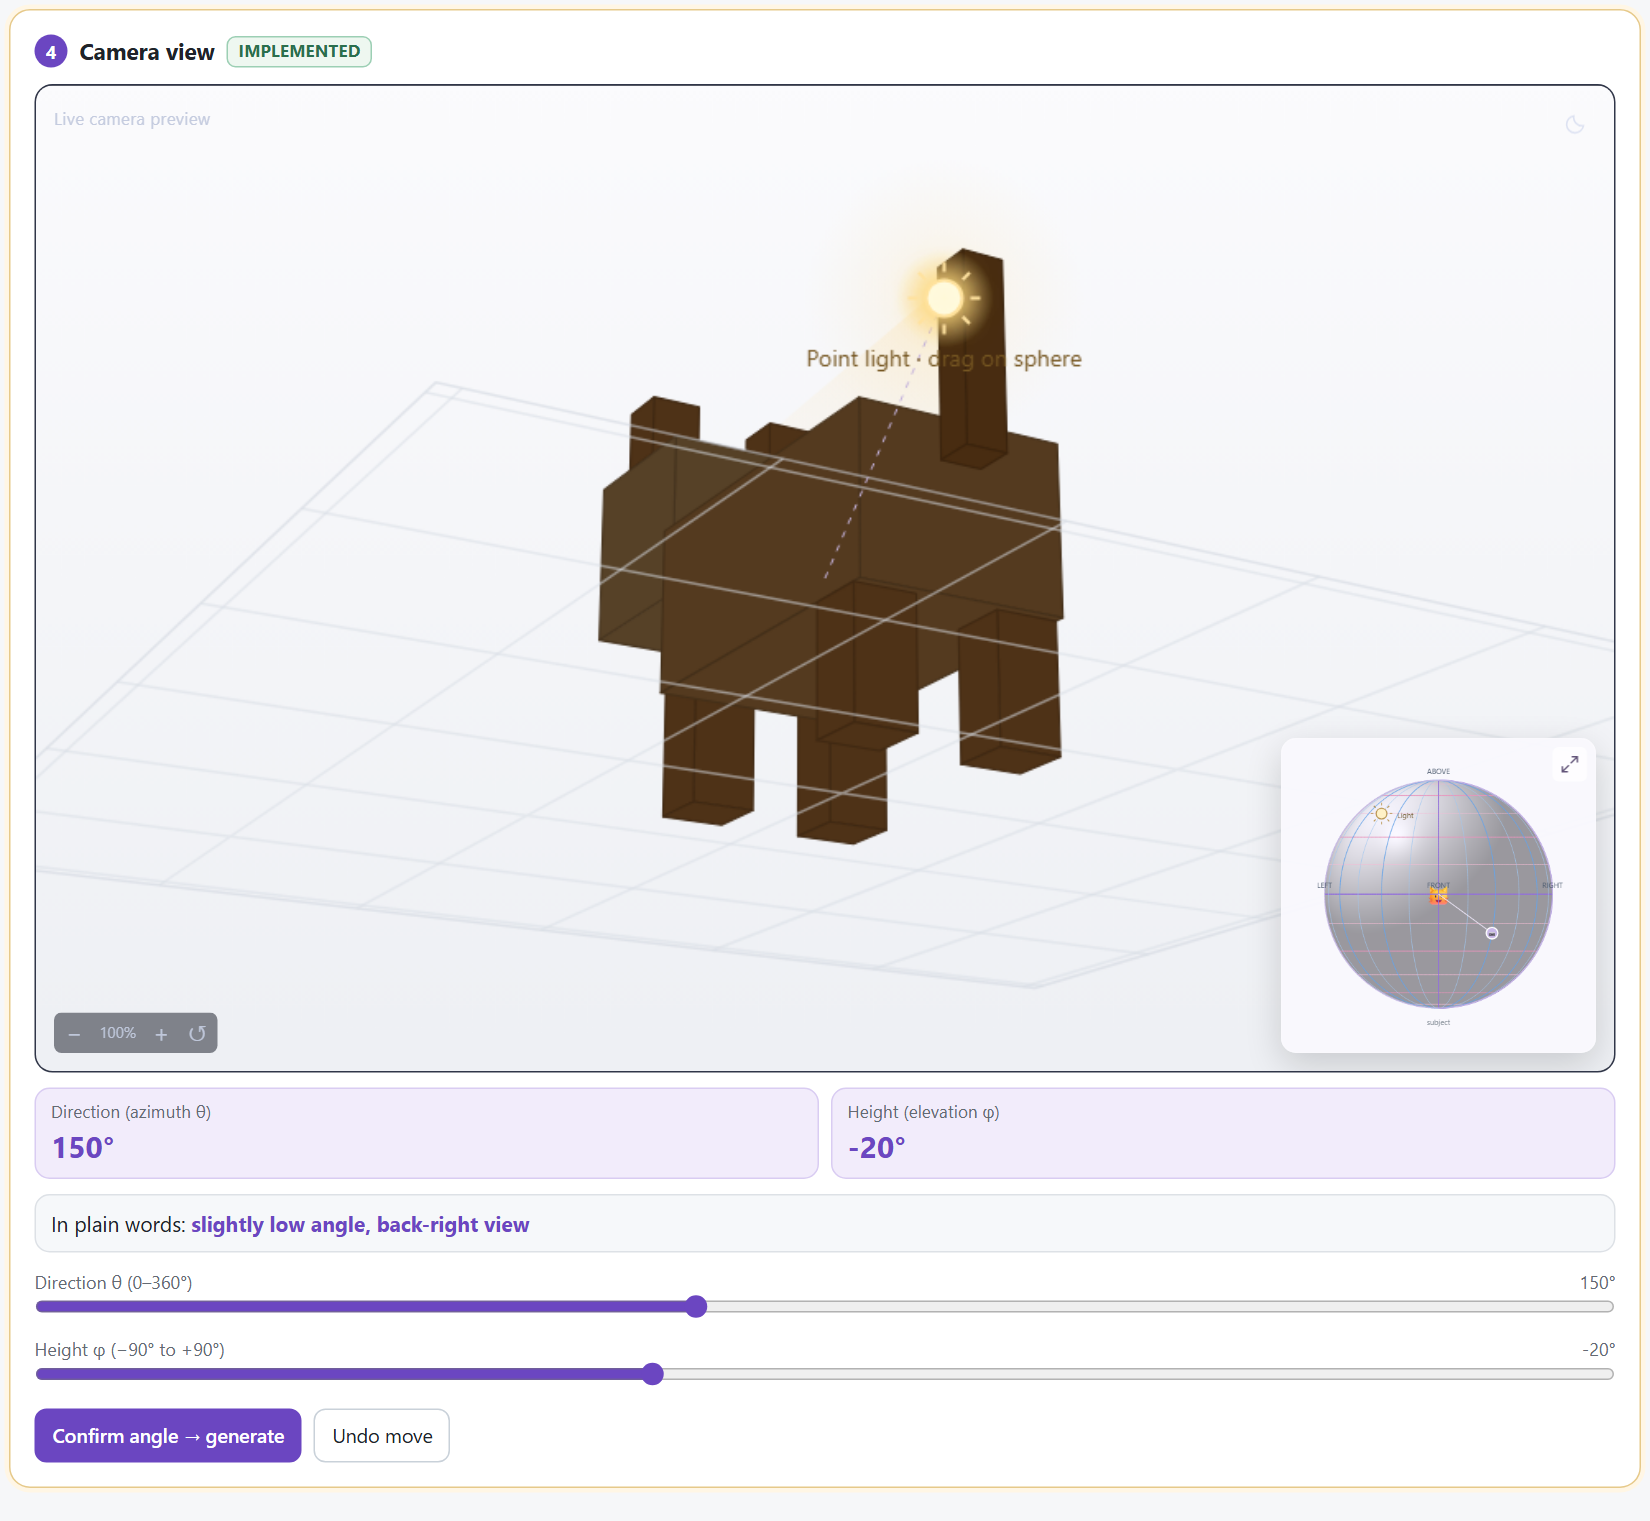 4 Camera view IMPLEMENTED
Live camera preview
Point light · drag on sphere
ABOVE
Light
LEFT FRONT RIGHT
subject
− 100% + ↺
Direction (azimuth θ)
150°
Height (elevation φ)
-20°
In plain words: slightly low angle, back-right view
Direction θ (0–360°) 150°
Height φ (−90° to +90°) -20°
Confirm angle → generate Undo move